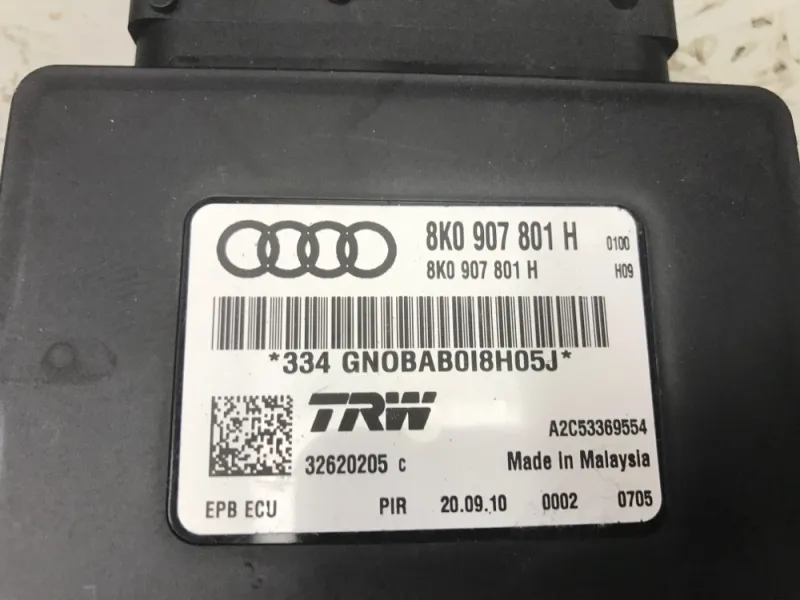 8K0 907 801 H 0100
8K0 907 801 H H09
*334 GN0BAB0I8H05J*
TRW
A2C53369554
32620205 c
Made In Malaysia
EPB ECU PIR 20.09.10 0002 0705